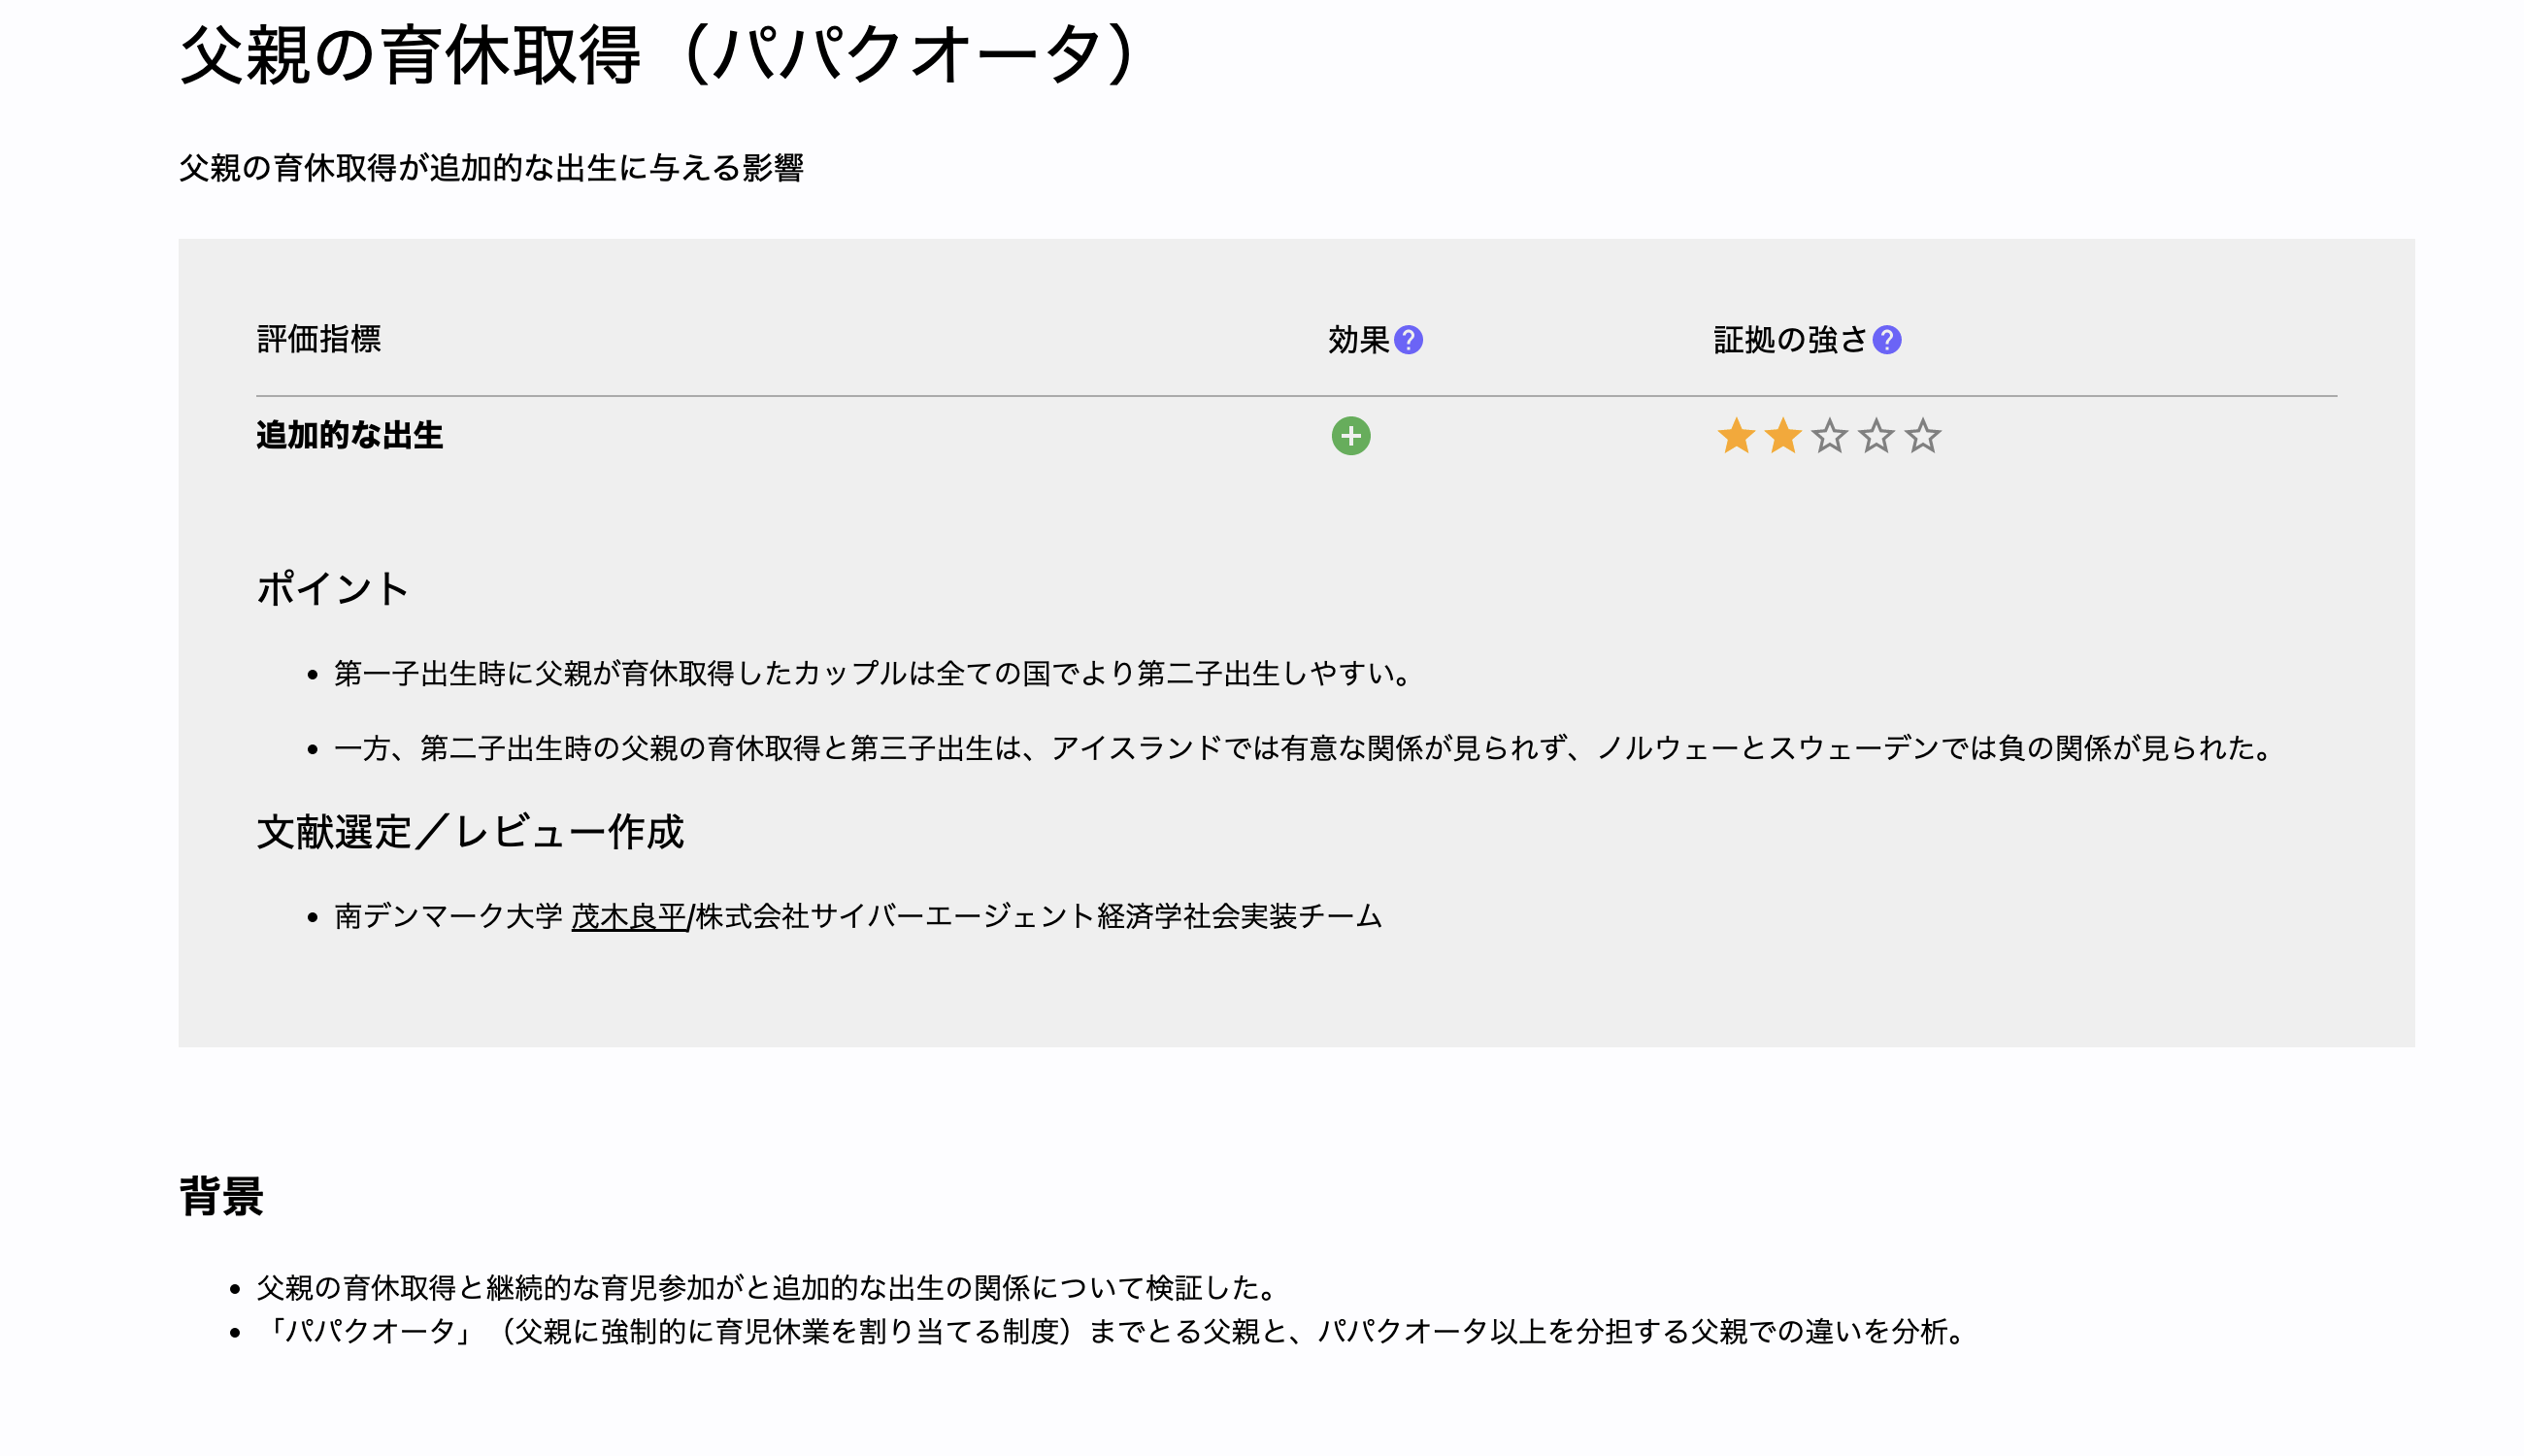 父親の育休取得（パパクオータ）
父親の育休取得が追加的な出生に与える影響
評価指標 効果? 証拠の強さ?
追加的な出生
ポイント
• 第一子出生時に父親が育休取得したカップルは全ての国でより第二子出生しやすい。
• 一方、第二子出生時の父親の育休取得と第三子出生は、アイスランドでは有意な関係が見られず、ノルウェーとスウェーデンでは負の関係が見られた。
文献選定／レビュー作成
• 南デンマーク大学 茂木良平/株式会社サイバーエージェント経済学社会実装チーム
背景
• 父親の育休取得と継続的な育児参加がと追加的な出生の関係について検証した。
• 「パパクオータ」（父親に強制的に育児休業を割り当てる制度）までとる父親と、パパクオータ以上を分担する父親での違いを分析。